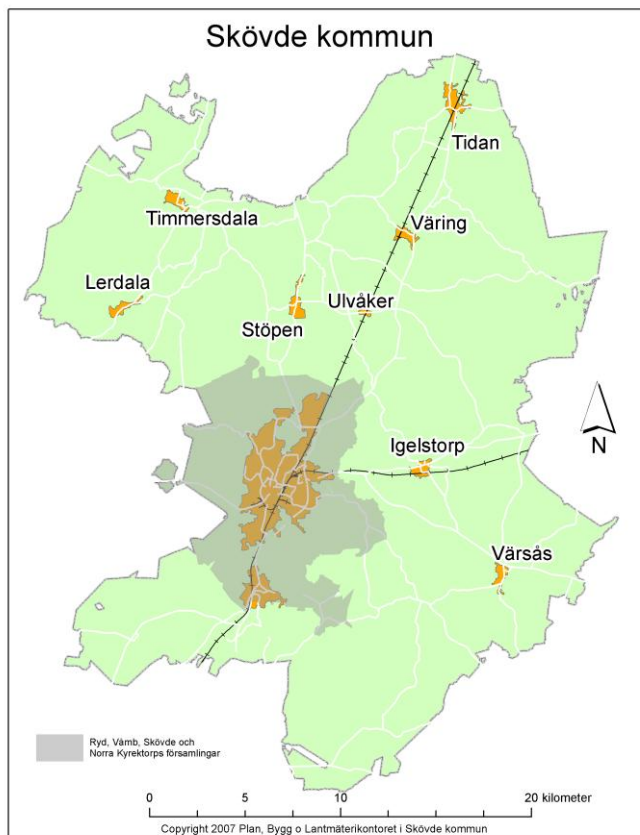 Skövde kommun
Tidan
Timmersdala
Väring
Lerdala
Ulvåker
Stöpen
N
Igelstorp
Värsås
Ryd, Våmb, Skövde och
Norra Kyrektorps församlingar
0 5 10 20 kilometer
Copyright 2007 Plan, Bygg o Lantmäterikontoret i Skövde kommun